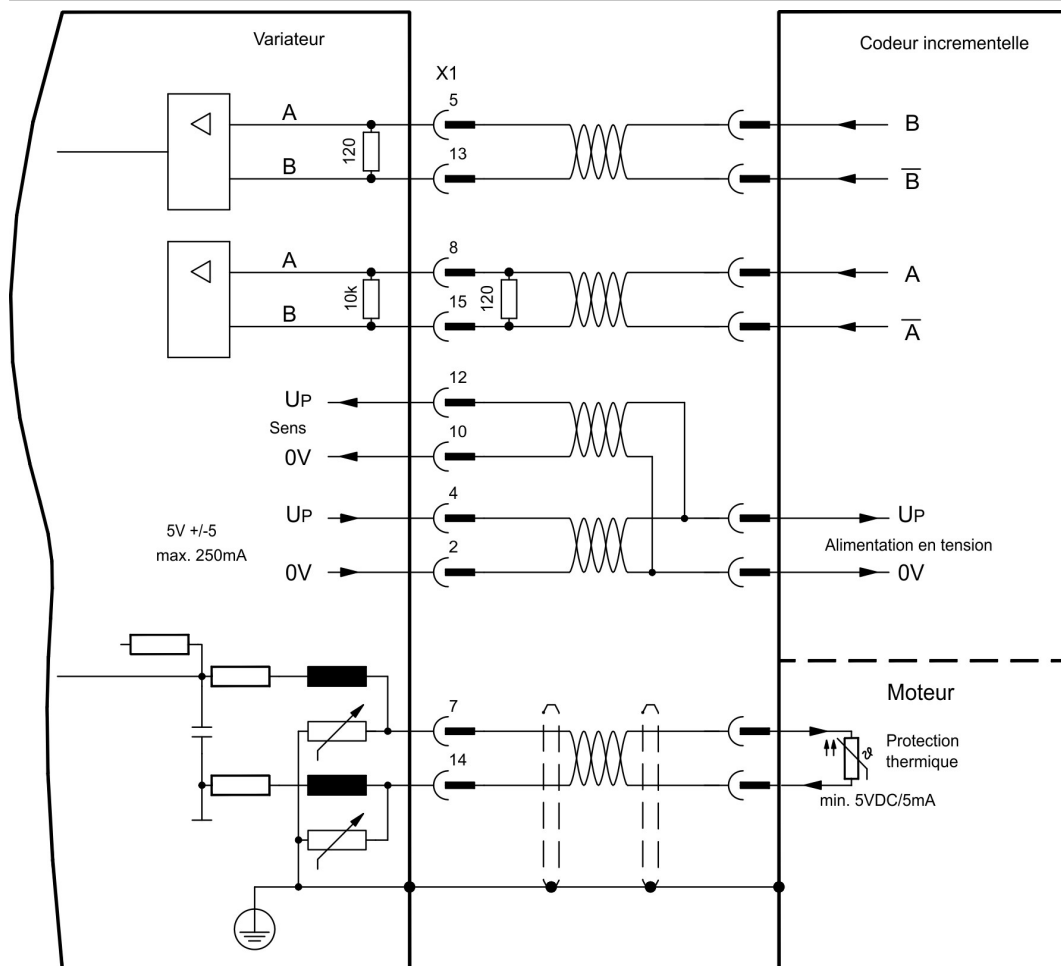 Variateur
Codeur incrementelle
X1
A
5
B
120
B
13
B̅
A
8
A
10k
120
B
15
A̅
UP
12
Sens
0V
10
5V +/-5
max. 250mA
UP
4
UP
Alimentation en tension
0V
2
0V
Moteur
7
Protection
thermique
ϑ
14
min. 5VDC/5mA